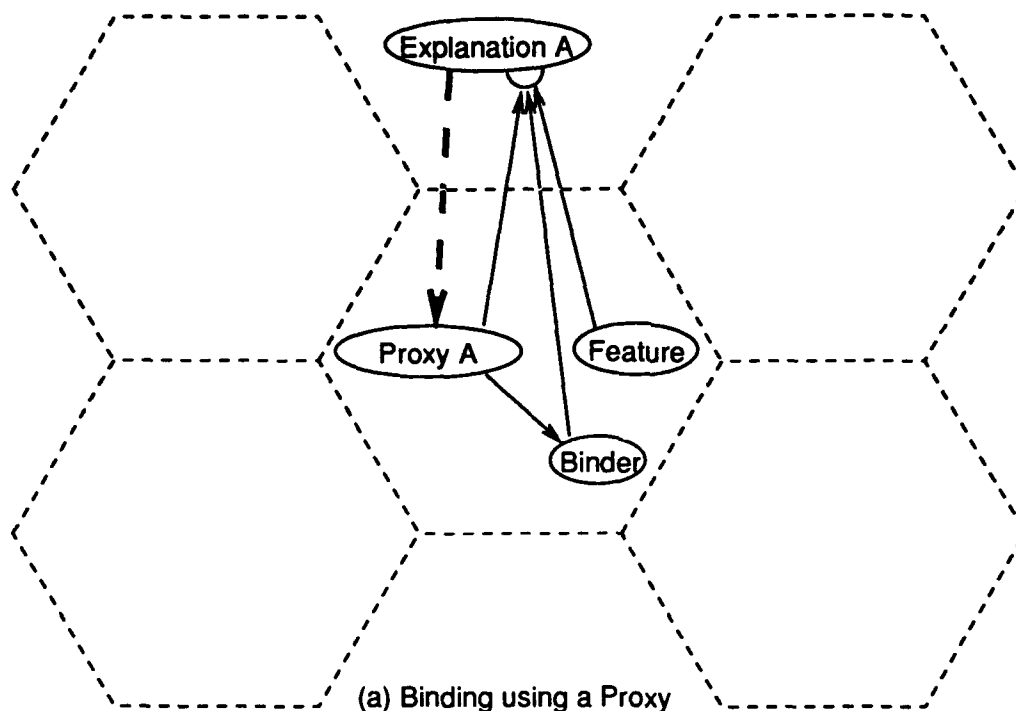 Explanation A
Proxy A
Feature
Binder
(a) Binding using a Proxy